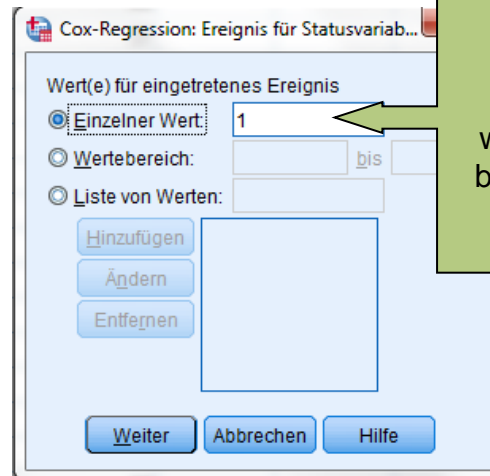 Cox-Regression: Ereignis für Statusvariab...
Wert(e) für eingetretenes Ereignis
Einzelner Wert: 1
Wertebereich: bis
Liste von Werten:
Hinzufügen
Ändern
Entfernen
Weiter Abbrechen Hilfe